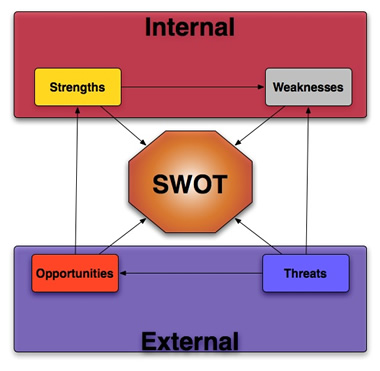 Internal
Strengths
Weaknesses
SWOT
Opportunities
Threats
External